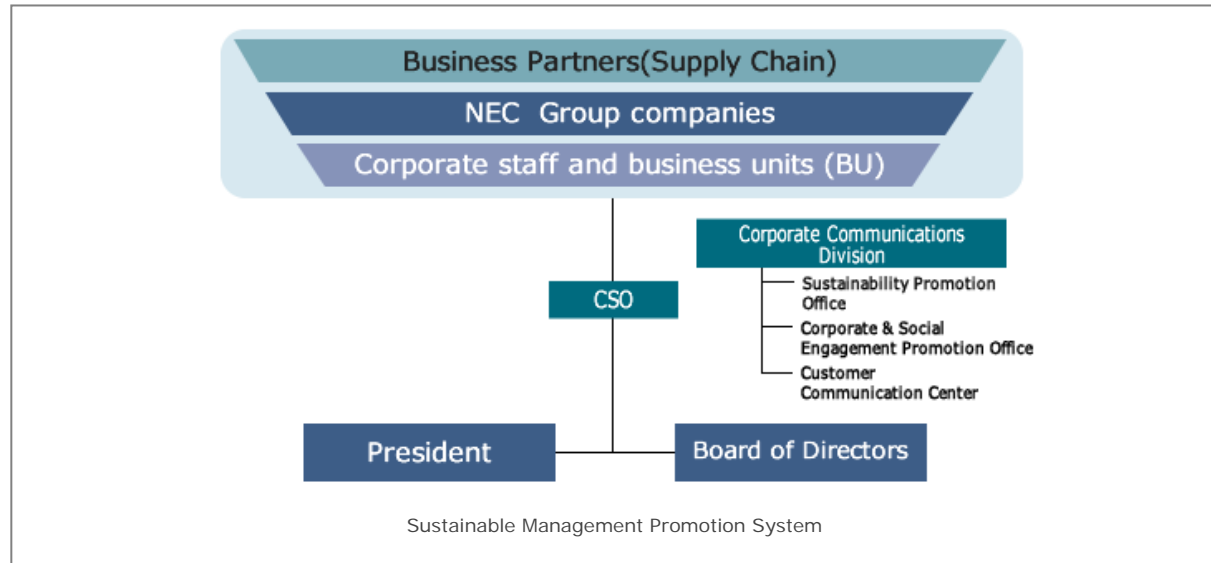 Business Partners(Supply Chain)
NEC Group companies
Corporate staff and business units (BU)
Corporate Communications
Division
Sustainability Promotion
Office
Corporate & Social
Engagement Promotion Office
Customer
Communication Center
CSO
President
Board of Directors
Sustainable Management Promotion System